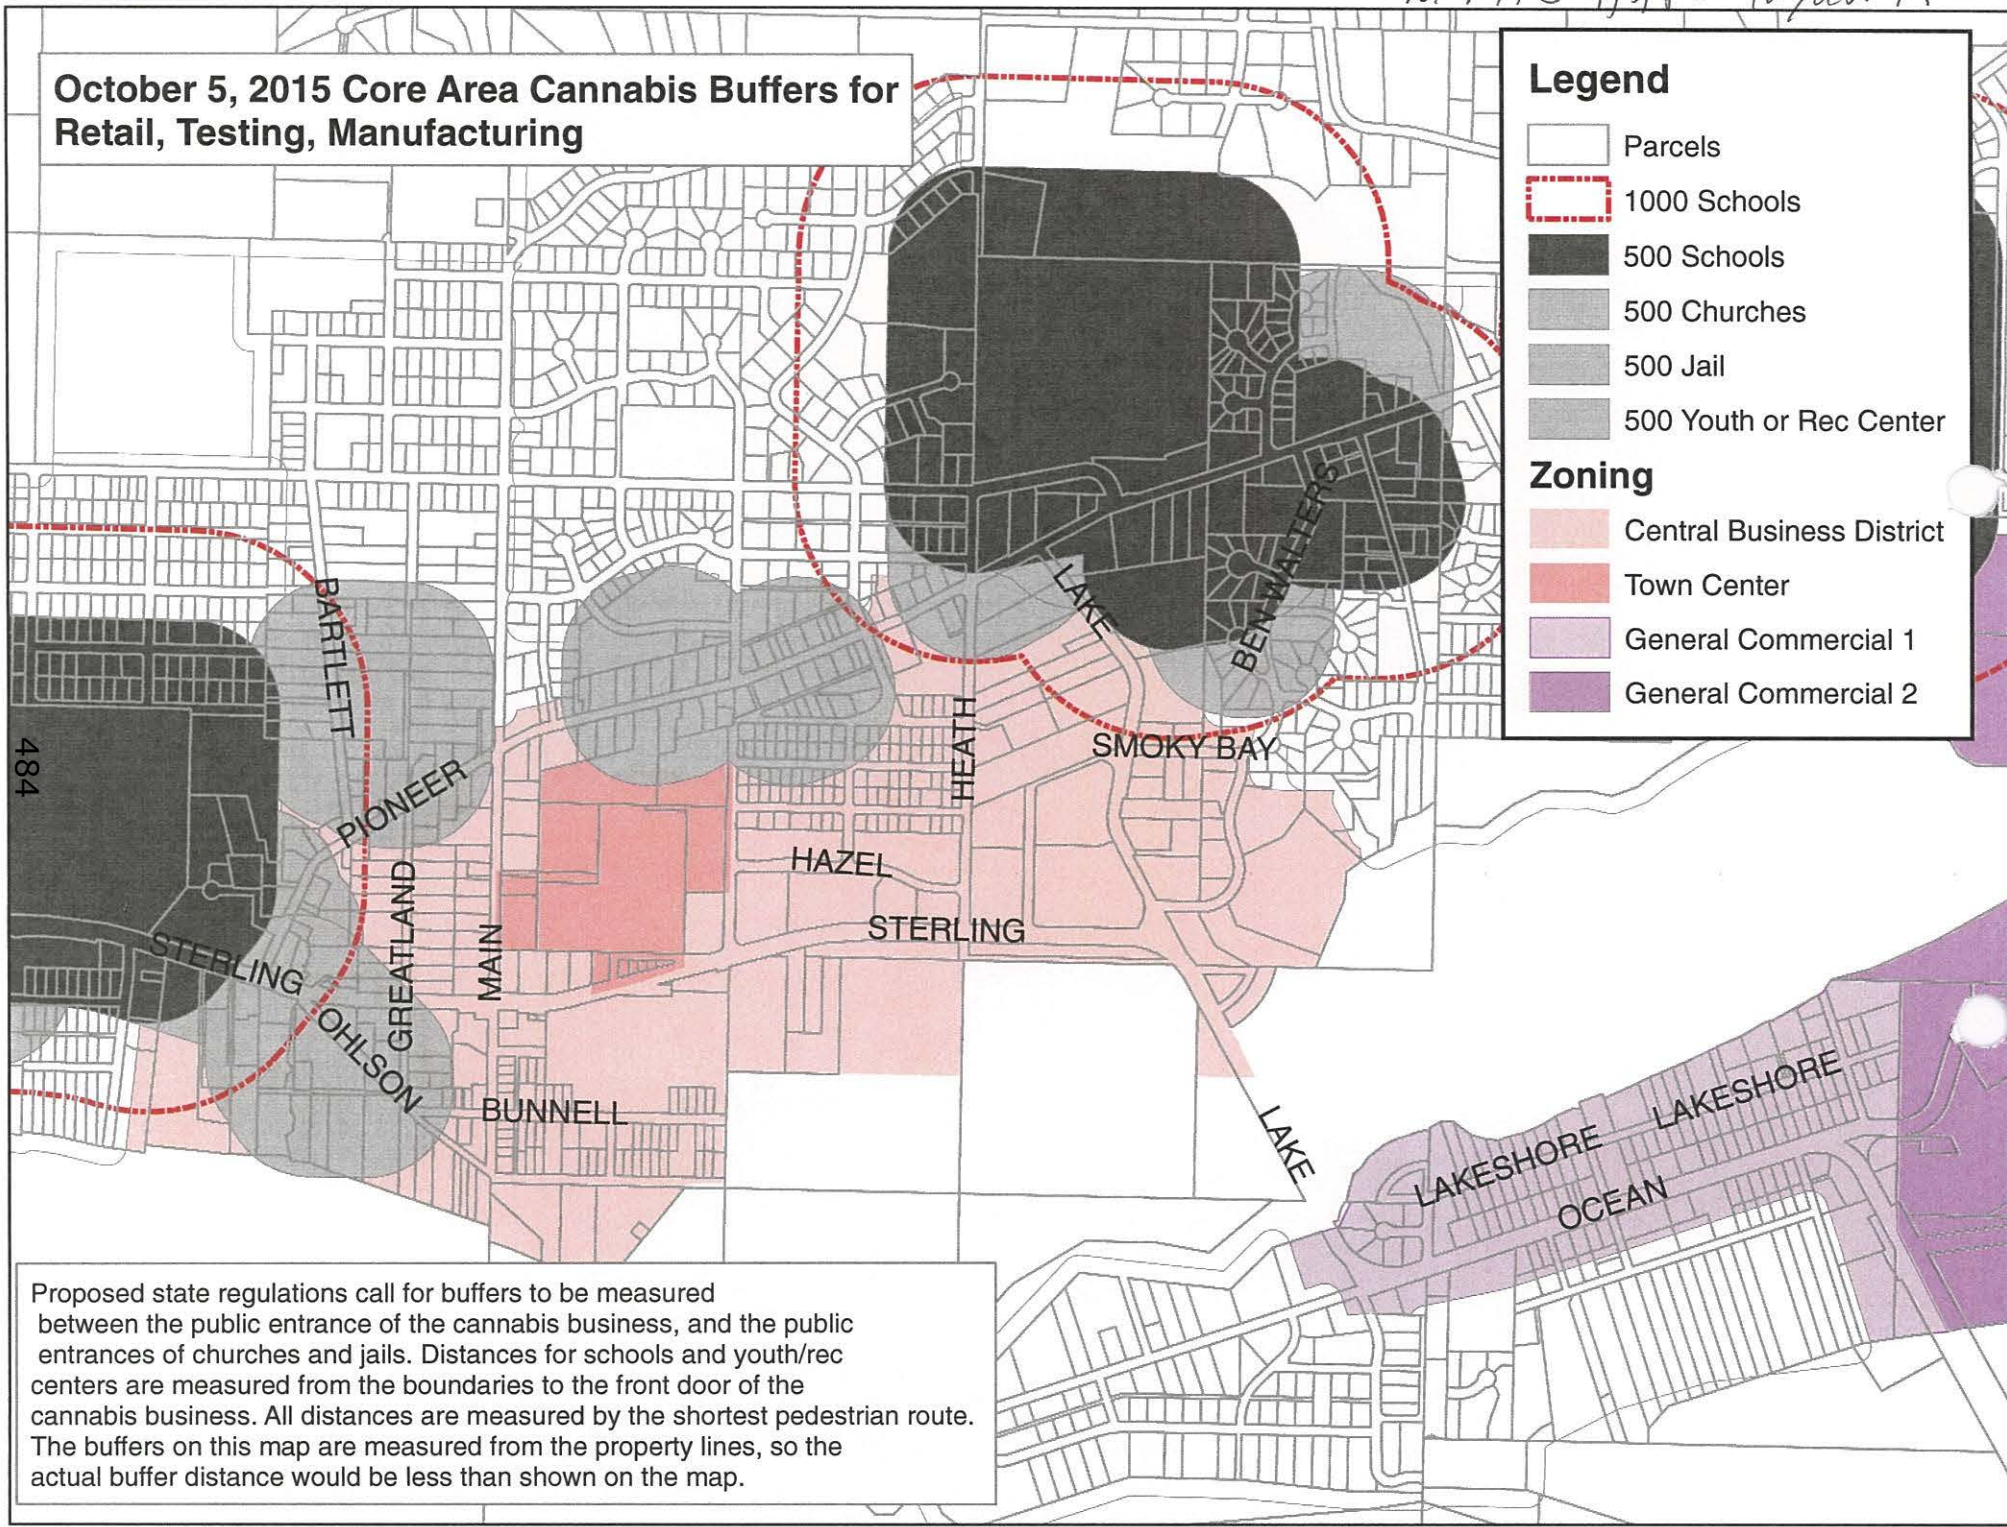 October 5, 2015 Core Area Cannabis Buffers for
Retail, Testing, Manufacturing
Legend
Parcels
1000 Schools
500 Schools
500 Churches
500 Jail
500 Youth or Rec Center
Zoning
Central Business District
Town Center
General Commercial 1
General Commercial 2
BARTLETT
LAKE
BEN WALTERS
484
PIONEER
HEATH
SMOKY BAY
HAZEL
GREATLAND
MAIN
STERLING
STERLING
OHLSON
BUNNELL
LAKE
LAKESHORE
LAKESHORE
OCEAN
Proposed state regulations call for buffers to be measured
between the public entrance of the cannabis business, and the public
entrances of churches and jails. Distances for schools and youth/rec
centers are measured from the boundaries to the front door of the
cannabis business. All distances are measured by the shortest pedestrian route.
The buffers on this map are measured from the property lines, so the
actual buffer distance would be less than shown on the map.